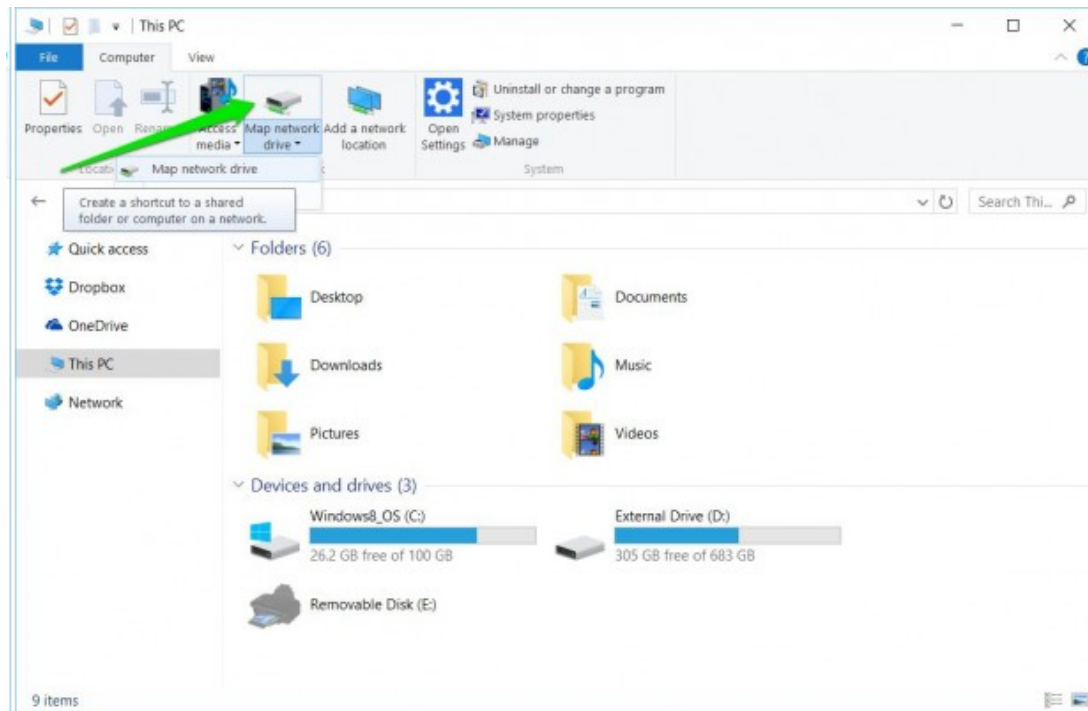 This PC
File Computer View
Properties Open Access media Map network drive Add a network location Open Settings
Uninstall or change a program
System properties
Manage
Map network drive
System
Create a shortcut to a shared
folder or computer on a network.
Search Thi...
Quick access
Dropbox
OneDrive
This PC
Network
Folders (6)
Desktop
Documents
Downloads
Music
Pictures
Videos
Devices and drives (3)
Windows8_OS (C:)
26.2 GB free of 100 GB
External Drive (D:)
305 GB free of 683 GB
Removable Disk (E:)
9 items